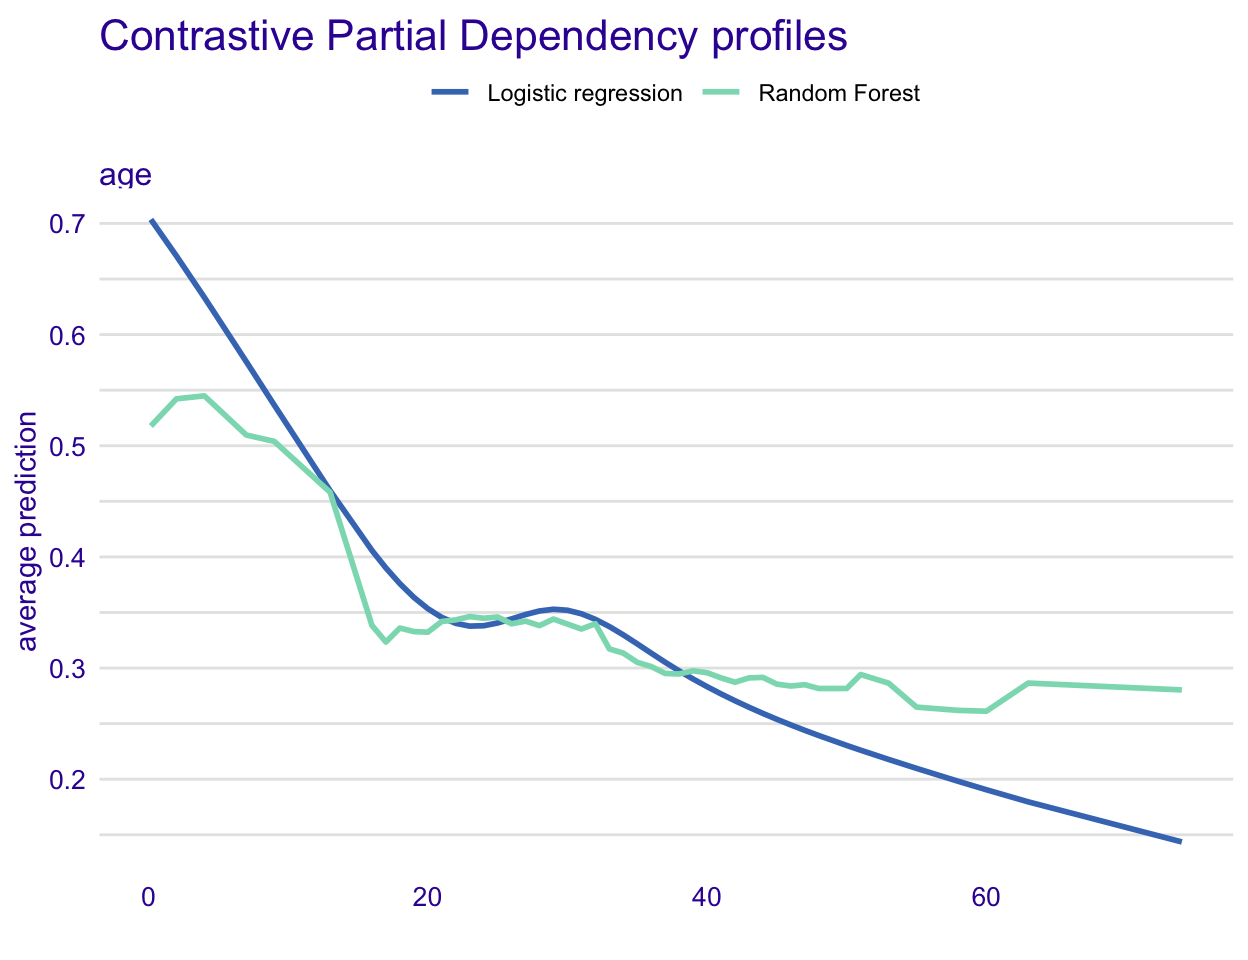 Contrastive Partial Dependency profiles
Logistic regression Random Forest
age
average prediction
0.7
0.6
0.5
0.4
0.3
0.2
0 20 40 60